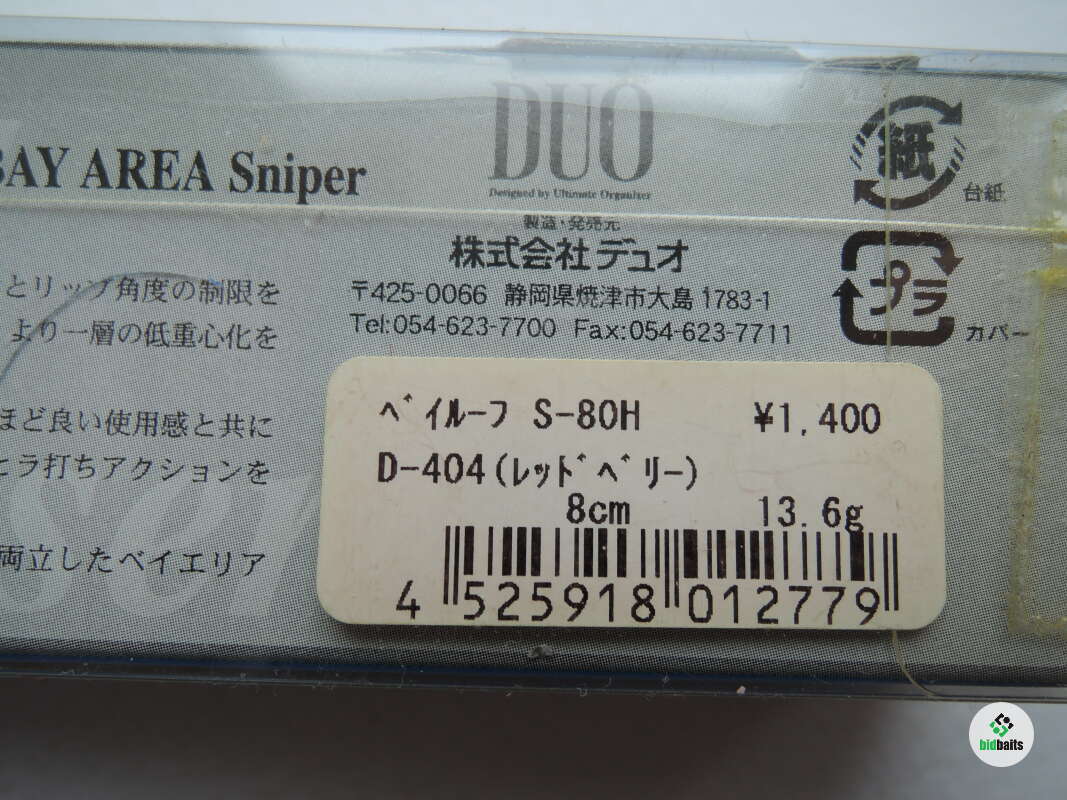 BAY AREA Sniper
DUO
Designed by Ultimate Organizer
製造・発売元
株式会社デュオ
〒425-0066 静岡県焼津市大島1783-1
Tel:054-623-7700 Fax:054-623-7711
紙
台紙
プラ
カバー
とリップ角度の制限を
より一層の低重心化を
ほど良い使用感と共に
ヒラ打ちアクションを
両立したベイエリア
ﾍﾞｲﾙｰﾌ S-80H ¥1,400
D-404(ﾚｯﾄﾞﾍﾞﾘｰ)
8cm 13.6g
4 525918 012779
bidbaits